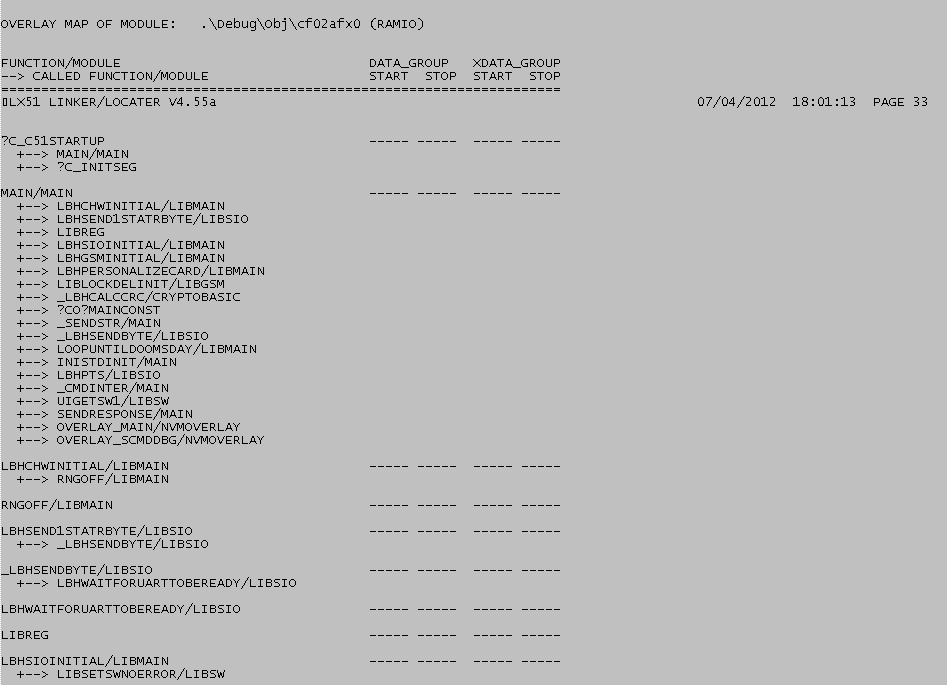 OVERLAY MAP OF MODULE:   .\Debug\Obj\cf02afx0 (RAMIO)
FUNCTION/MODULE                               DATA_GROUP   XDATA_GROUP
--> CALLED FUNCTION/MODULE                    START  STOP  START  STOP
======================================================================
LX51 LINKER/LOCATER V4.55a                                                            07/04/2012  18:01:13  PAGE 33
?C_C51STARTUP                                 ----- -----  ----- -----
  +--> MAIN/MAIN
  +--> ?C_INITSEG
MAIN/MAIN                                     ----- -----  ----- -----
  +--> LBHCHWINITIAL/LIBMAIN
  +--> LBHSEND1STATRBYTE/LIBSIO
  +--> LIBREG
  +--> LBHSIOINITIAL/LIBMAIN
  +--> LBHGSMINITIAL/LIBMAIN
  +--> LBHPERSONALIZECARD/LIBMAIN
  +--> LIBLOCKDELINIT/LIBGSM
  +--> _LBHCALCCRC/CRYPTOBASIC
  +--> ?CO?MAINCONST
  +--> _SENDSTR/MAIN
  +--> _LBHSENDBYTE/LIBSIO
  +--> LOOPUNTILDOOMSDAY/LIBMAIN
  +--> INISTDINIT/MAIN
  +--> LBHPTS/LIBSIO
  +--> _CMDINTER/MAIN
  +--> UIGETSW1/LIBSW
  +--> SENDRESPONSE/MAIN
  +--> OVERLAY_MAIN/NVMOVERLAY
  +--> OVERLAY_SCMDDBG/NVMOVERLAY
LBHCHWINITIAL/LIBMAIN                         ----- -----  ----- -----
  +--> RNGOFF/LIBMAIN
RNGOFF/LIBMAIN                                ----- -----  ----- -----
LBHSEND1STATRBYTE/LIBSIO                      ----- -----  ----- -----
  +--> _LBHSENDBYTE/LIBSIO
_LBHSENDBYTE/LIBSIO                           ----- -----  ----- -----
  +--> LBHWAITFORUARTTOBEREADY/LIBSIO
LBHWAITFORUARTTOBEREADY/LIBSIO                ----- -----  ----- -----
LIBREG                                        ----- -----  ----- -----
LBHSIOINITIAL/LIBMAIN                         ----- -----  ----- -----
  +--> LIBSETSWNOERROR/LIBSW